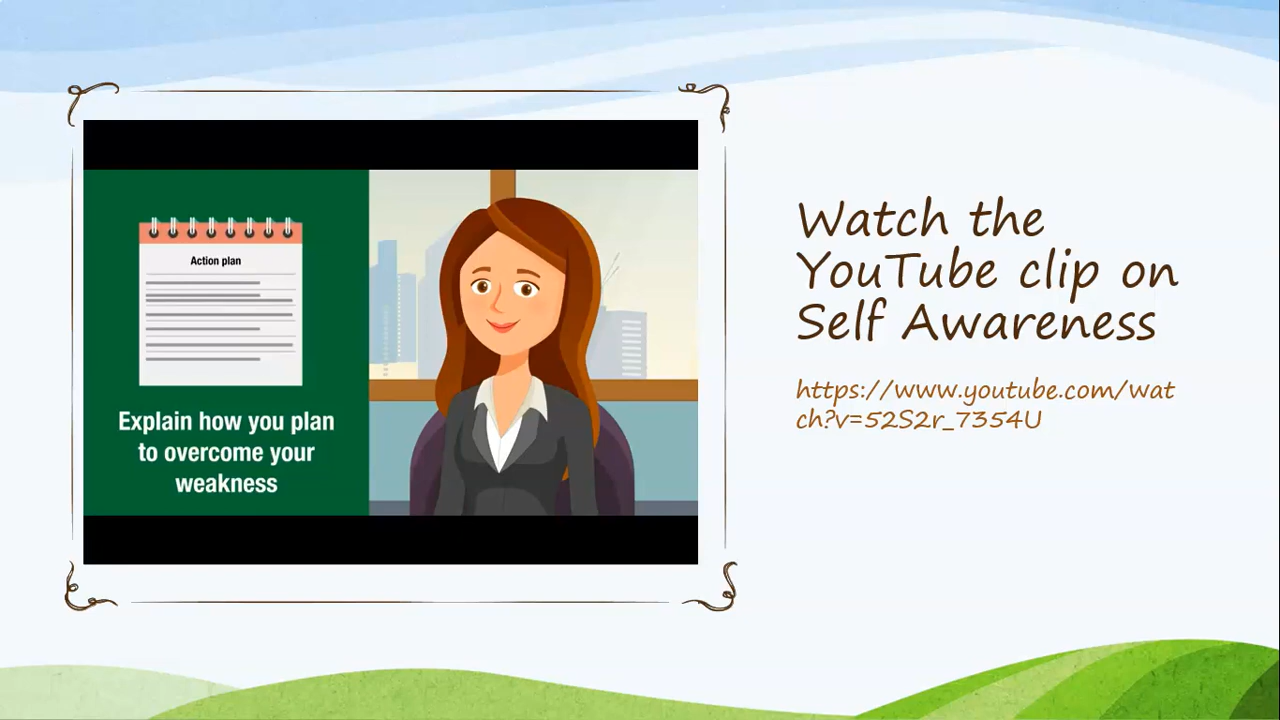 Action plan
Explain how you plan
to overcome your
weakness
Watch the
YouTube clip on
Self Awareness
https://www.youtube.com/wat
ch?v=52S2r_7354U